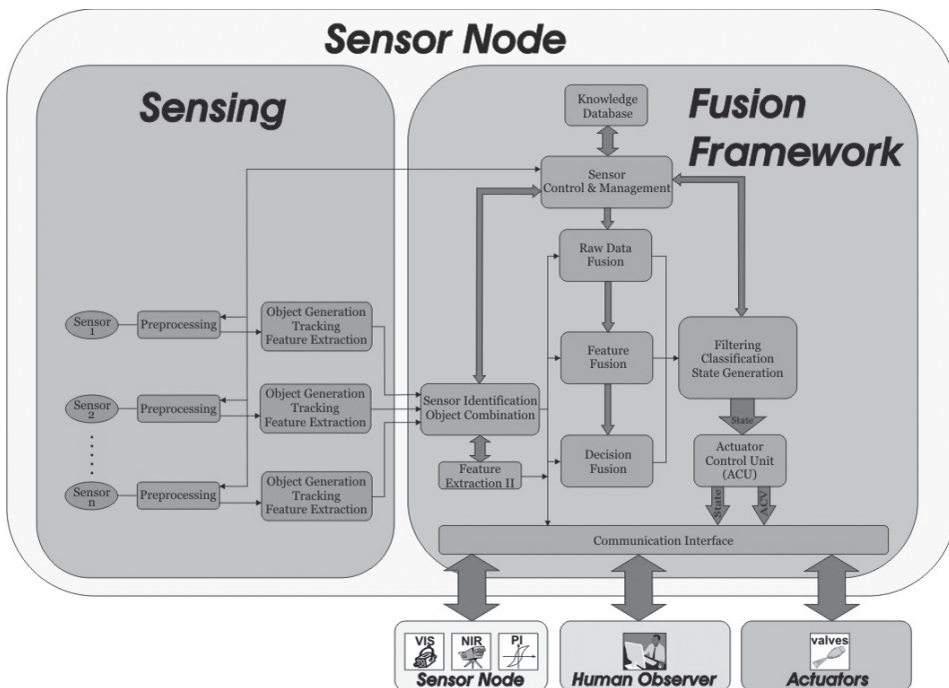 Sensor Node
Sensing
Fusion
Framework
Knowledge
Database
Sensor
Control & Management
Raw Data
Fusion
Feature
Fusion
Decision
Fusion
Filtering
Classification
State Generation
State
Actuator
Control Unit
(ACU)
State
ACV
Sensor
1
Preprocessing
Object Generation
Tracking
Feature Extraction
Sensor
2
Preprocessing
Object Generation
Tracking
Feature Extraction
Sensor
n
Preprocessing
Object Generation
Tracking
Feature Extraction
Sensor Identification
Object Combination
Feature
Extraction II
Communication Interface
VIS
NIR
PI
Sensor Node
Human Observer
valves
Actuators